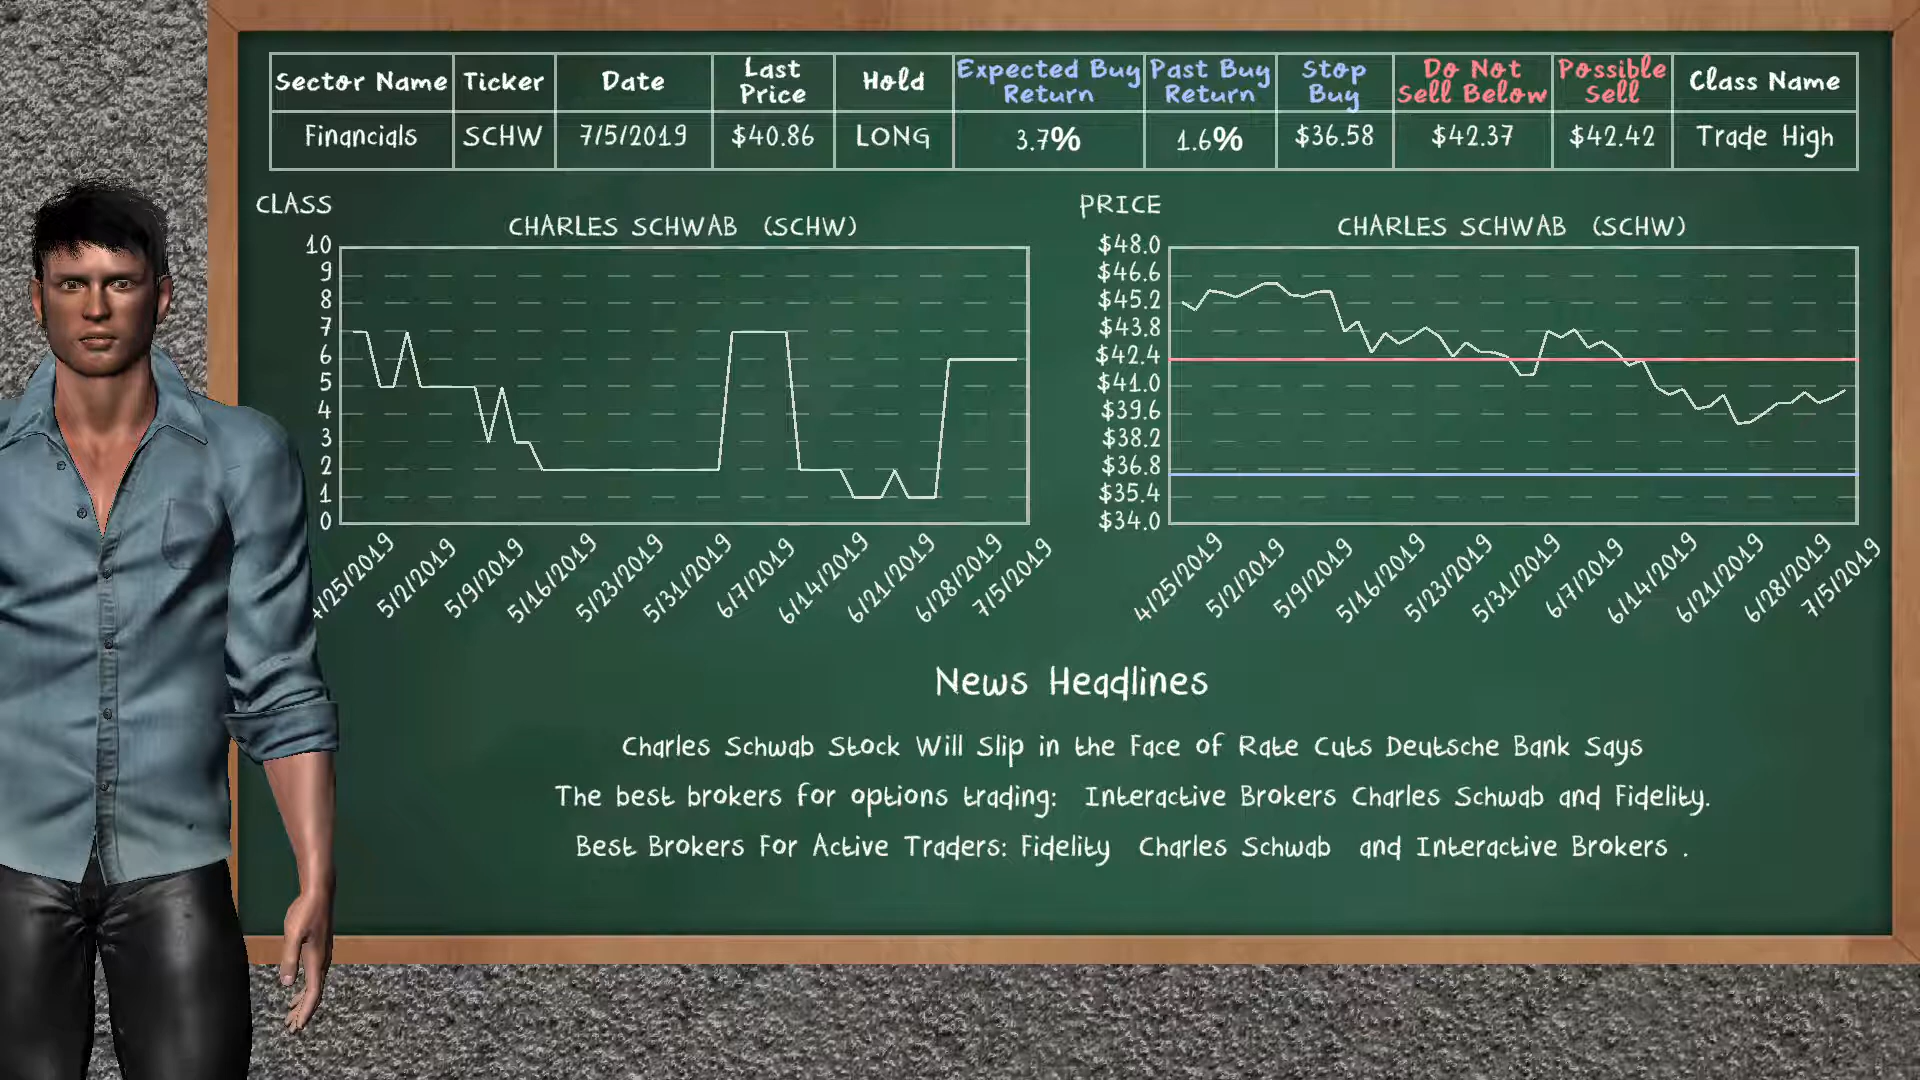 Sector Name Ticker Date Last Price Hold Expected Buy Return Past Buy Return Stop Buy Do Not Sell Below Possible Sell Class Name
Financials SCHW 7/5/2019 $40.86 LONG 3.7% 1.6% $36.58 $42.37 $42.42 Trade High
CLASS
CHARLES SCHWAB (SCHW)
10
9
8
7
6
5
4
3
2
1
0
4/25/2019 5/2/2019 5/9/2019 5/16/2019 5/23/2019 5/31/2019 6/7/2019 6/14/2019 6/21/2019 6/28/2019 7/5/2019
PRICE
CHARLES SCHWAB (SCHW)
$48.0
$46.6
$45.2
$43.8
$42.4
$41.0
$39.6
$38.2
$36.8
$35.4
$34.0
4/25/2019 5/2/2019 5/9/2019 5/16/2019 5/23/2019 5/31/2019 6/7/2019 6/14/2019 6/21/2019 6/28/2019 7/5/2019
News Headlines
Charles Schwab Stock Will Slip in the Face of Rate Cuts Deutsche Bank Says
The best brokers for options trading: Interactive Brokers Charles Schwab and Fidelity.
Best Brokers For Active Traders: Fidelity Charles Schwab and Interactive Brokers .